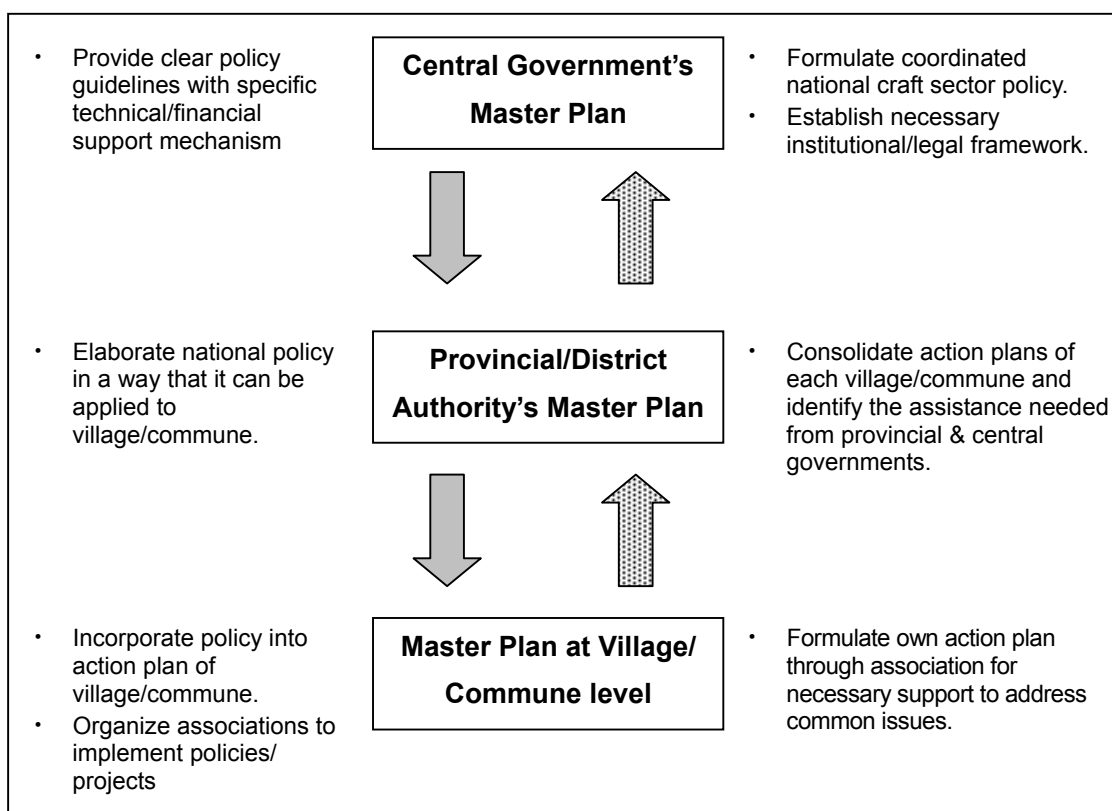 ・ Provide clear policy
guidelines with specific
technical/financial
support mechanism
Central Government’s
Master Plan
・ Formulate coordinated
national craft sector policy.
・ Establish necessary
institutional/legal framework.
・ Elaborate national policy
in a way that it can be
applied to
village/commune.
Provincial/District
Authority’s Master Plan
・ Consolidate action plans of
each village/commune and
identify the assistance needed
from provincial & central
governments.
・ Incorporate policy into
action plan of
village/commune.
・ Organize associations to
implement policies/
projects
Master Plan at Village/
Commune level
・ Formulate own action plan
through association for
necessary support to address
common issues.